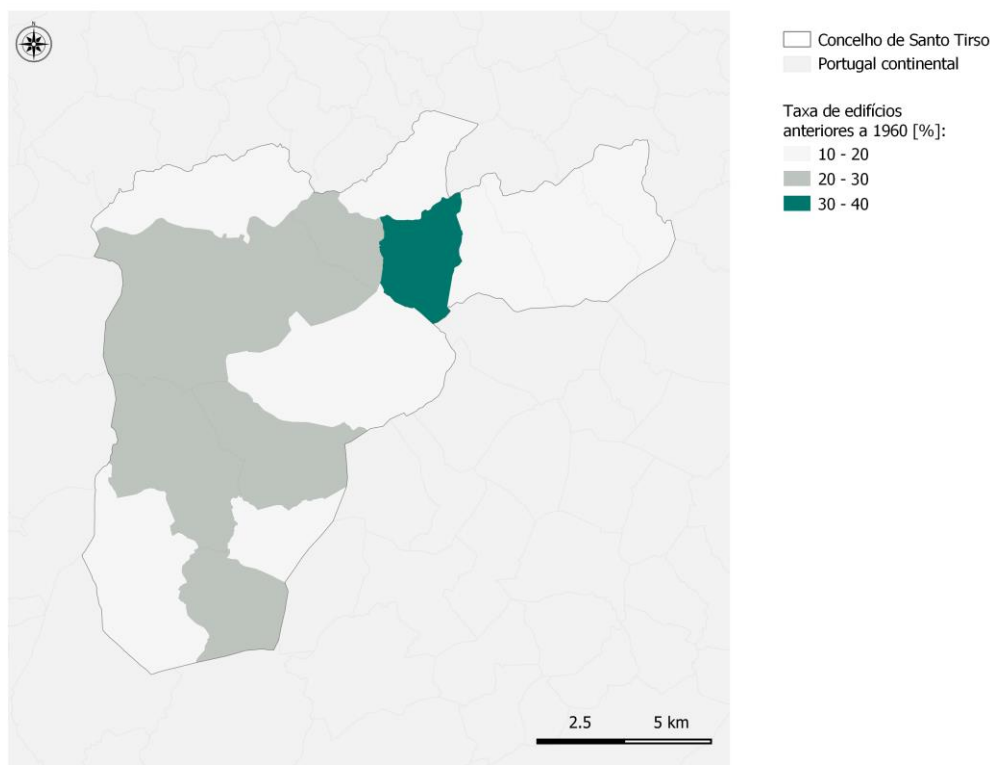 N
Concelho de Santo Tirso
Portugal continental
Taxa de edifícios
anteriores a 1960 [%]:
10 - 20
20 - 30
30 - 40
2.5 5 km